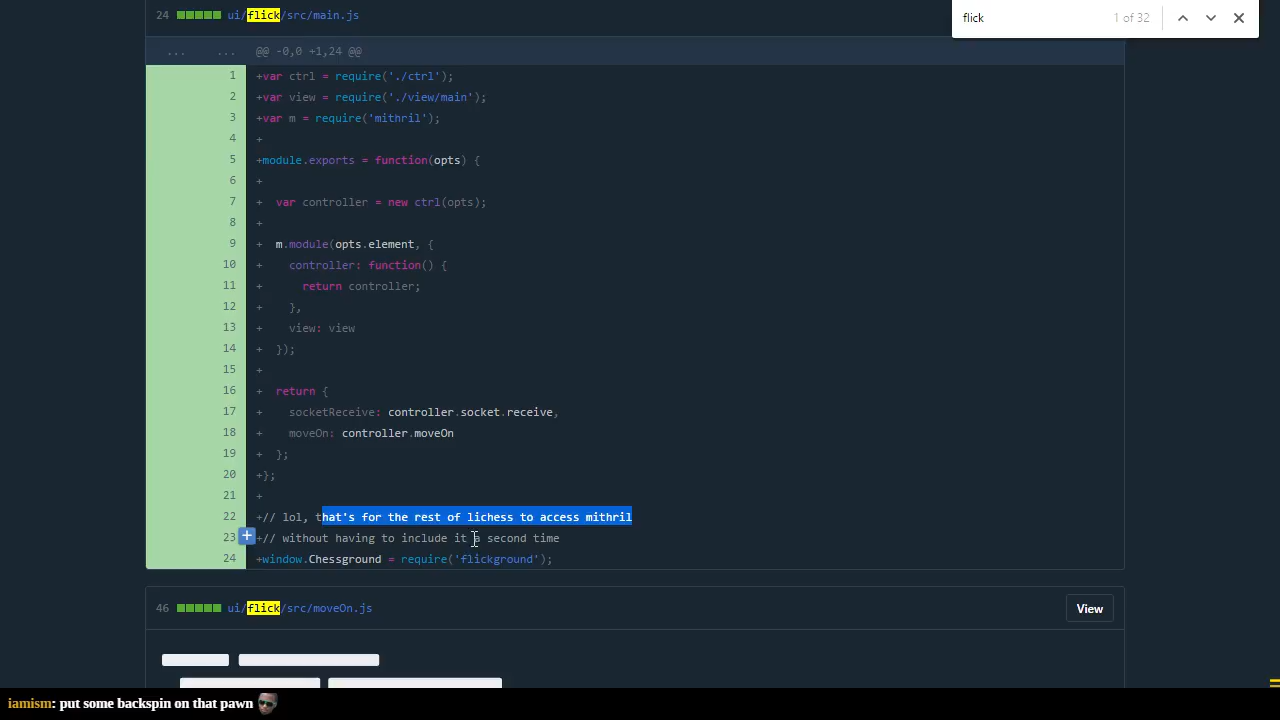 flick 1 of 32
24 ui/flick/src/main.js
... ... @@ -0,0 +1,24 @@
1 +var ctrl = require('./ctrl');
2 +var view = require('./view/main');
3 +var m = require('mithril');
4 +
5 +module.exports = function(opts) {
6 +
7 + var controller = new ctrl(opts);
8 +
9 + m.module(opts.element, {
10 + controller: function() {
11 + return controller;
12 + },
13 + view: view
14 + });
15 +
16 + return {
17 + socketReceive: controller.socket.receive,
18 + moveOn: controller.moveOn
19 + };
20 +};
21 +
22 +// lol, that's for the rest of lichess to access mithril
23 +// without having to include it a second time
24 +window.Chessground = require('flickground');
46 ui/flick/src/moveOn.js View
iamism: put some backspin on that pawn